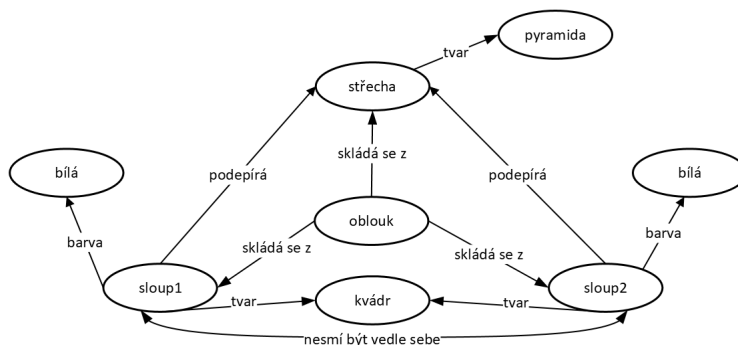 pyramida
tvar
střecha
skládá se z
bílá
podepírá
podepírá
bílá
oblouk
barva
skládá se z
skládá se z
barva
sloup1
tvar
kvádr
tvar
sloup2
nesmí být vedle sebe